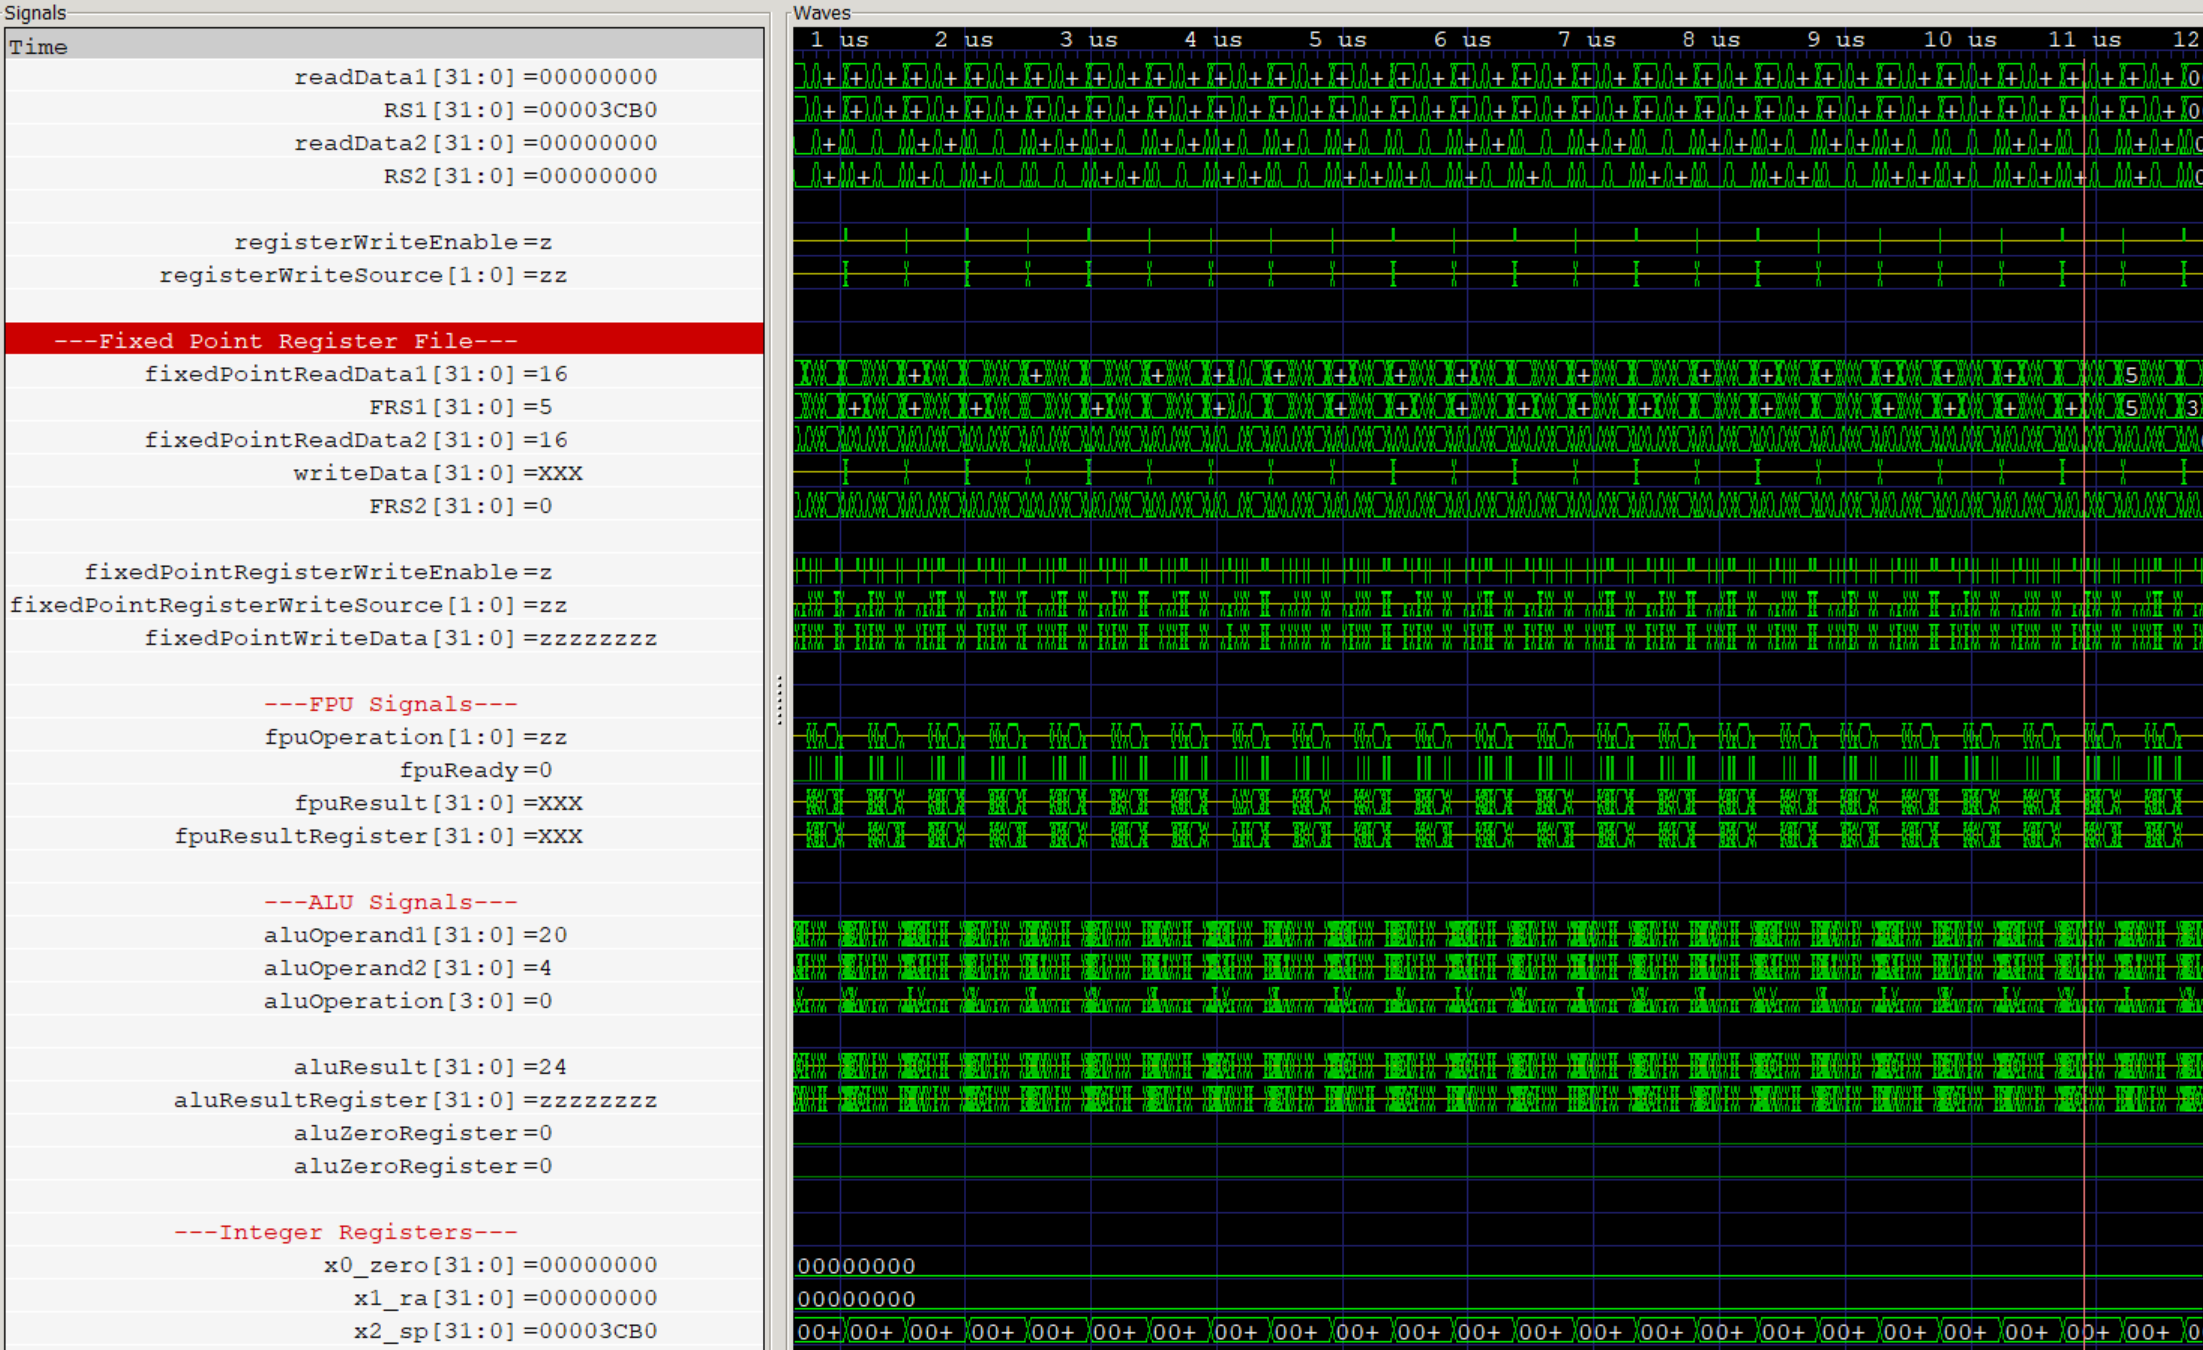 Signals
Waves
Time
1 us 2 us 3 us 4 us 5 us 6 us 7 us 8 us 9 us 10 us 11 us 12
readData1[31:0]=00000000
RS1[31:0]=00003CB0
readData2[31:0]=00000000
RS2[31:0]=00000000
registerWriteEnable=z
registerWriteSource[1:0]=zz
---Fixed Point Register File---
fixedPointReadData1[31:0]=16
5
FRS1[31:0]=5
5 3
fixedPointReadData2[31:0]=16
writeData[31:0]=XXX
FRS2[31:0]=0
fixedPointRegisterWriteEnable=z
fixedPointRegisterWriteSource[1:0]=zz
fixedPointWriteData[31:0]=zzzzzzzz
---FPU Signals---
fpuOperation[1:0]=zz
fpuReady=0
fpuResult[31:0]=XXX
fpuResultRegister[31:0]=XXX
---ALU Signals---
aluOperand1[31:0]=20
aluOperand2[31:0]=4
aluOperation[3:0]=0
aluResult[31:0]=24
aluResultRegister[31:0]=zzzzzzzz
aluZeroRegister=0
aluZeroRegister=0
---Integer Registers---
x0_zero[31:0]=00000000
00000000
x1_ra[31:0]=00000000
00000000
x2_sp[31:0]=00003CB0
00+ 00+ 00+ 00+ 00+ 00+ 00+ 00+ 00+ 00+ 00+ 00+ 00+ 00+ 00+ 00+ 00+ 00+ 00+ 00+ 00+ 00+ 00+ 0